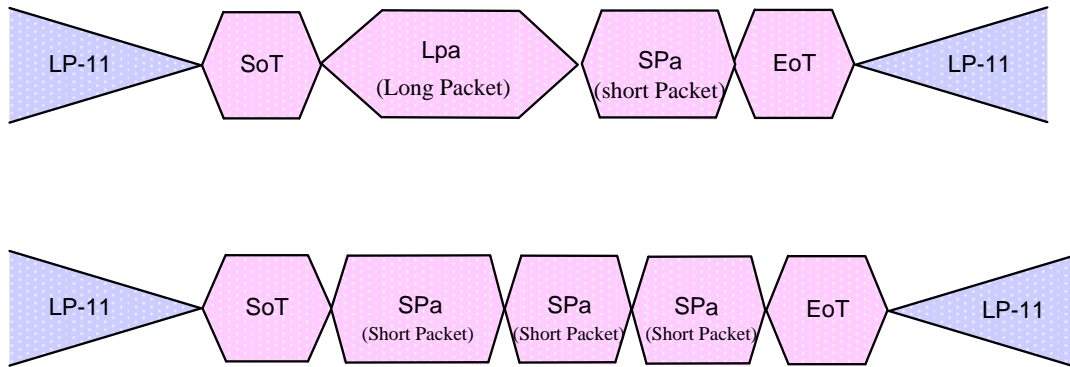 LP-11
SoT
Lpa
(Long Packet)
SPa
(short Packet)
EoT
LP-11
LP-11
SoT
SPa
(Short Packet)
SPa
(Short Packet)
SPa
(Short Packet)
EoT
LP-11